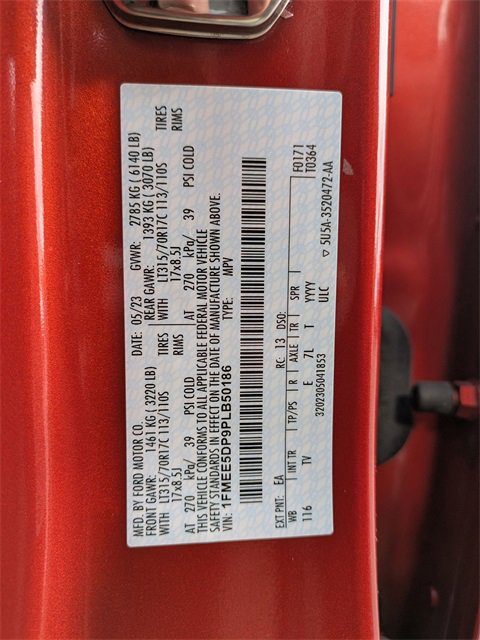 MFD. BY FORD MOTOR CO.
DATE: 05/23 GVWR: 2785 KG ( 6140 LB)
FRONT GAWR: 1461 KG ( 3220 LB) REAR GAWR: 1393 KG ( 3070 LB)
WITH LT315/70R17C 113/110S TIRES WITH LT315/70R17C 113/110S TIRES
17x8.5J RIMS 17x8.5J RIMS
AT 270 kPa/ 39 PSI COLD AT 270 kPa/ 39 PSI COLD
THIS VEHICLE CONFORMS TO ALL APPLICABLE FEDERAL MOTOR VEHICLE
SAFETY STANDARDS IN EFFECT ON THE DATE OF MANUFACTURE SHOWN ABOVE.
VIN: 1FMEE5DP9PLB50186 TYPE: MPV
EXT PNT: EA RC: 13 DSO: F0171
WB INT TR TP/PS R AXLE TR SPR T0364
116 TV E 7L T YYYY
ULC
3202305041853 ▽ 5U5A-3520472-AA